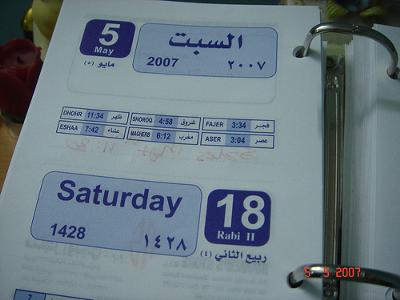 5 السبت
May
مايو (٥) 2007 ٢٠٠٧
DHOHR 11:34 ظهر SHOROQ 4:58 شروق FAJER 3:34 فجر
ESHAA 7:42 عشاء MAGHERB 6:12 مغرب ASER 3:04 عصر
Saturday 18
Rabi II
1428 ١٤٢٨ ربيع الثاني (٤)
5 5 2007